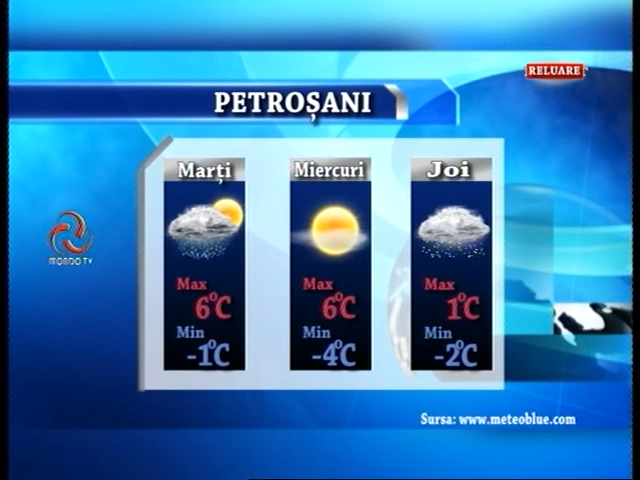 RELUARE
PETROȘANI
Marți
Miercuri
Joi
Max
6°C
Min
-1°C
Max
6°C
Min
-4°C
Max
1°C
Min
-2°C
MONDO TV
Sursa: www.meteoblue.com